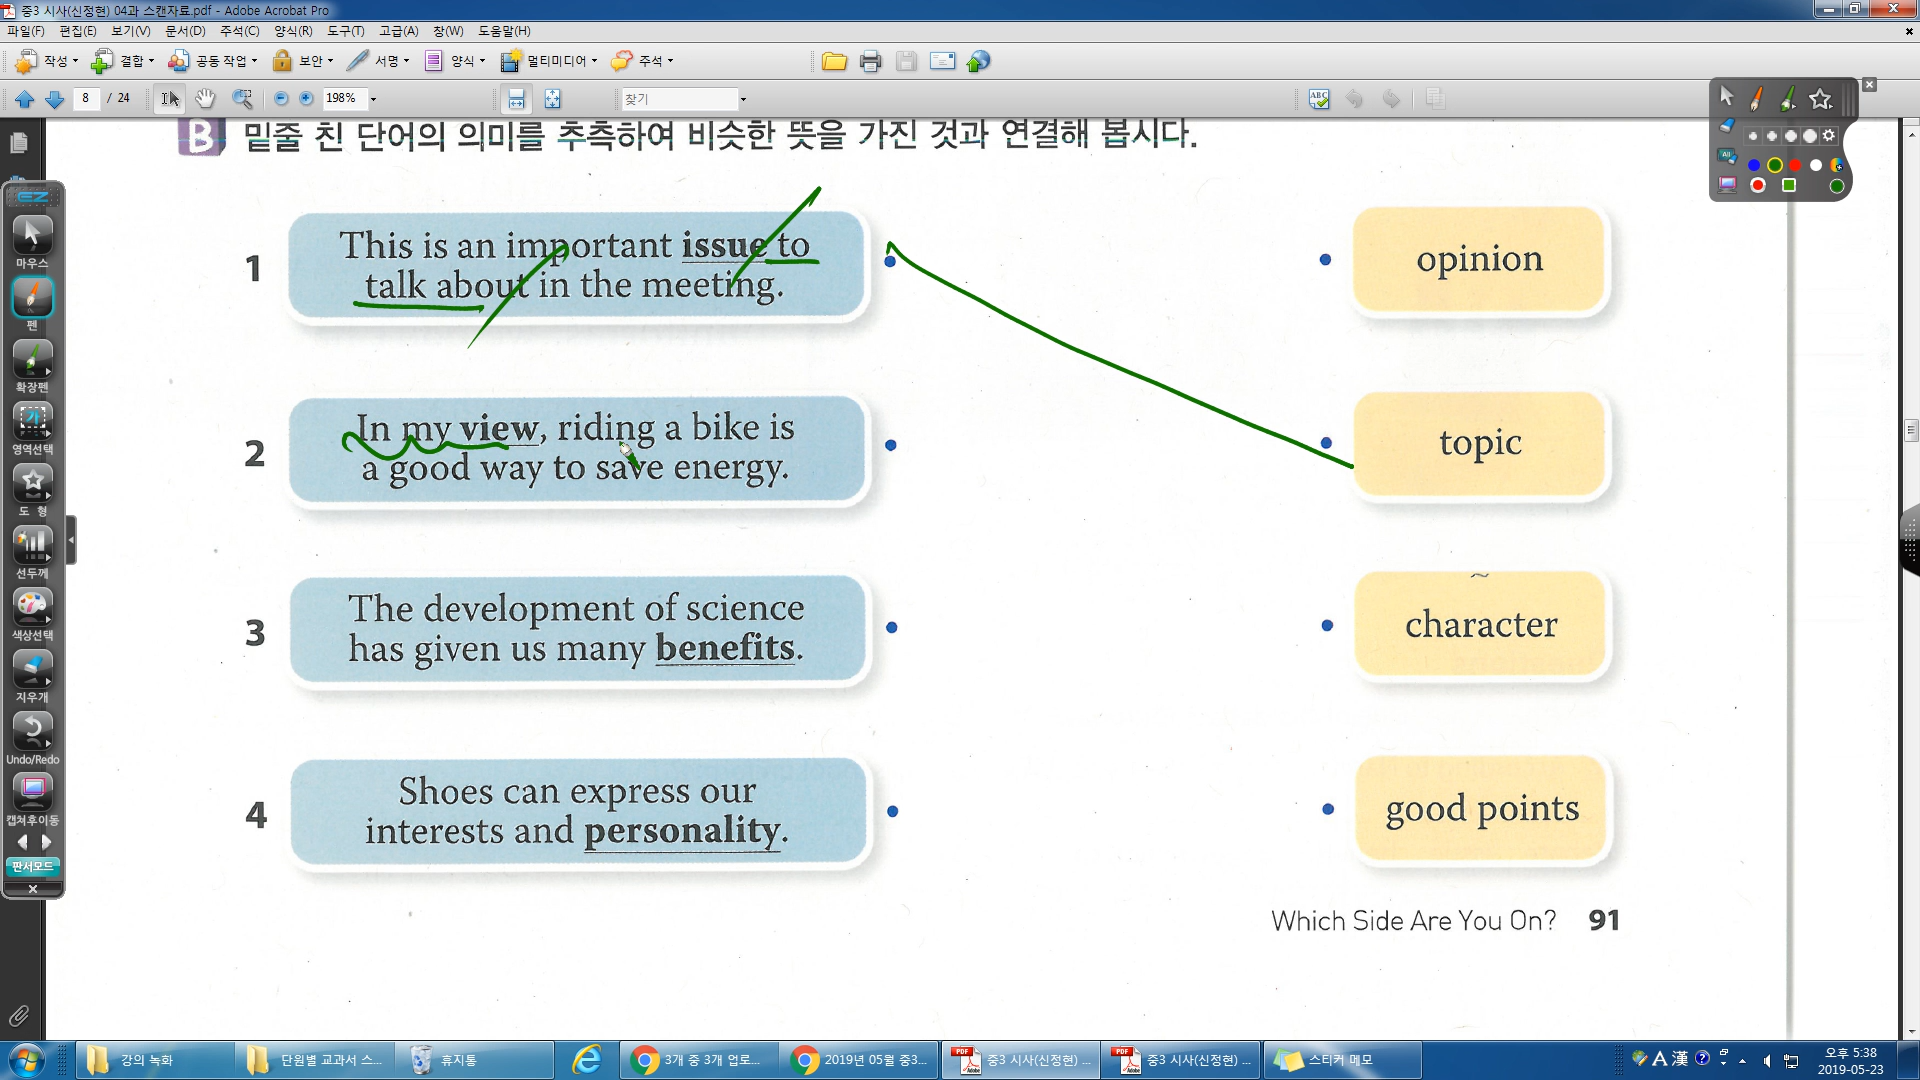 중3 시사(신정현) 04과 스캔자료.pdf - Adobe Acrobat Pro
파일(F) 편집(E) 보기(V) 문서(D) 주석(C) 양식(R) 도구(T) 고급(A) 창(W) 도움말(H)
작성 결합 공동 작업 보안 서명 양식 멀티미디어 주석
8 / 24 198% 찾기
B 밑줄 친 단어의 의미를 추측하여 비슷한 뜻을 가진 것과 연결해 봅시다.
1 This is an important issue to
talk about in the meeting.
opinion
2 In my view, riding a bike is
a good way to save energy.
topic
3 The development of science
has given us many benefits.
character
4 Shoes can express our
interests and personality.
good points
Which Side Are You On? 91
EZ
마우스
펜
확장펜
영역선택
도 형
선두께
색상선택
지우개
Undo/Redo
캡쳐후이동
판서모드
강의 녹화 단원별 교과서 스... 휴지통 3개 중 3개 업로... 2019년 05월 중3... 중3 시사(신정현) ... 중3 시사(신정현) ... 스티커 메모
A 漢
오후 5:38
2019-05-23